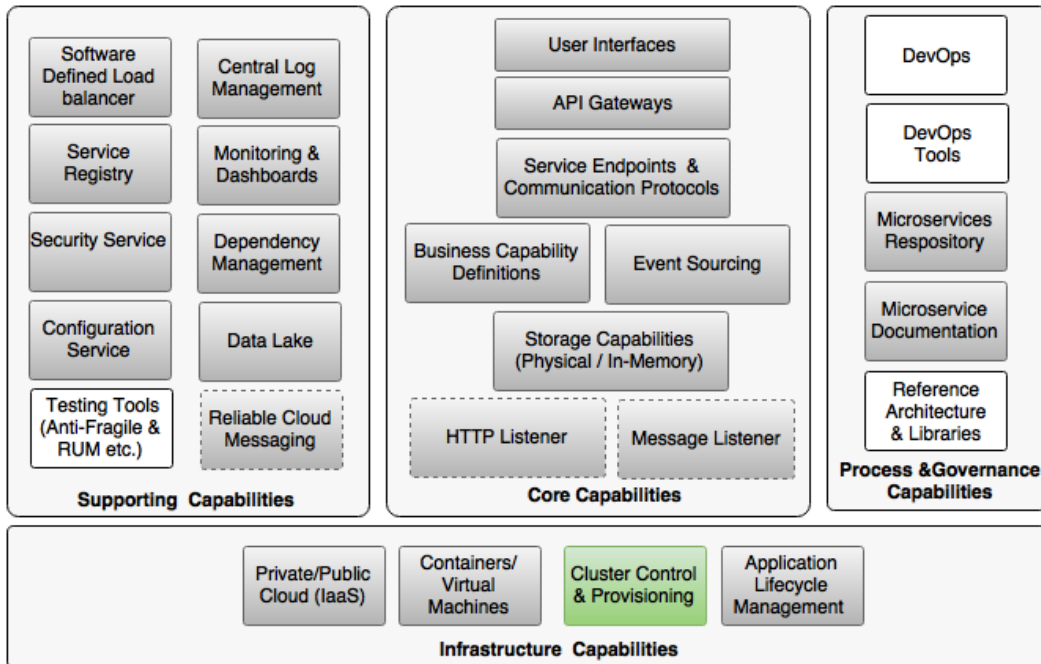 Software
Defined Load
balancer
Central Log
Management
Service
Registry
Monitoring &
Dashboards
Security Service
Dependency
Management
Configuration
Service
Data Lake
Testing Tools
(Anti-Fragile &
RUM etc.)
Reliable Cloud
Messaging
Supporting Capabilities
User Interfaces
API Gateways
Service Endpoints &
Communication Protocols
Business Capability
Definitions
Event Sourcing
Storage Capabilities
(Physical / In-Memory)
HTTP Listener
Message Listener
Core Capabilities
DevOps
DevOps
Tools
Microservices
Respository
Microservice
Documentation
Reference
Architecture
& Libraries
Process &Governance
Capabilities
Private/Public
Cloud (IaaS)
Containers/
Virtual
Machines
Cluster Control
& Provisioning
Application
Lifecycle
Management
Infrastructure Capabilities